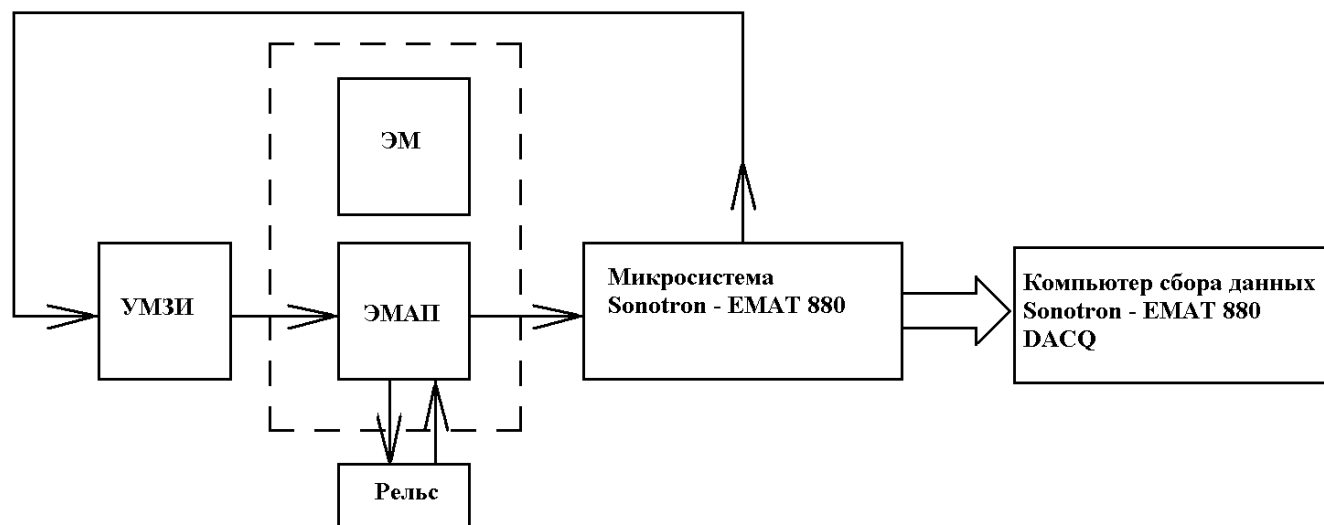 ЭМ
УМЗИ
ЭМАП
Микросистема
Sonotron - EMAT 880
Компьютер сбора данных
Sonotron - EMAT 880
DACQ
Рельс